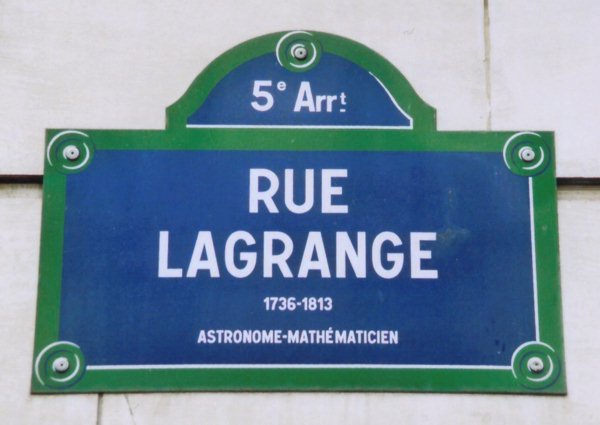 5e Arrt
RUE
LAGRANGE
1736-1813
ASTRONOME-MATHÉMATICIEN